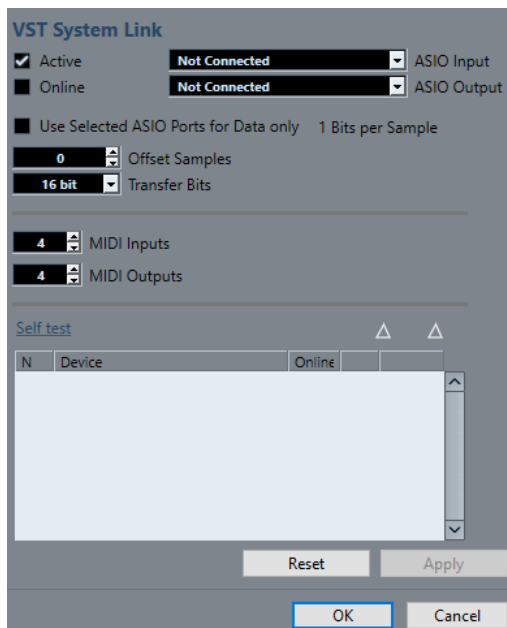 VST System Link
Active Not Connected ASIO Input
Online Not Connected ASIO Output
Use Selected ASIO Ports for Data only 1 Bits per Sample
0 Offset Samples
16 bit Transfer Bits
4 MIDI Inputs
4 MIDI Outputs
Self test
N Device Online
Reset Apply
OK Cancel